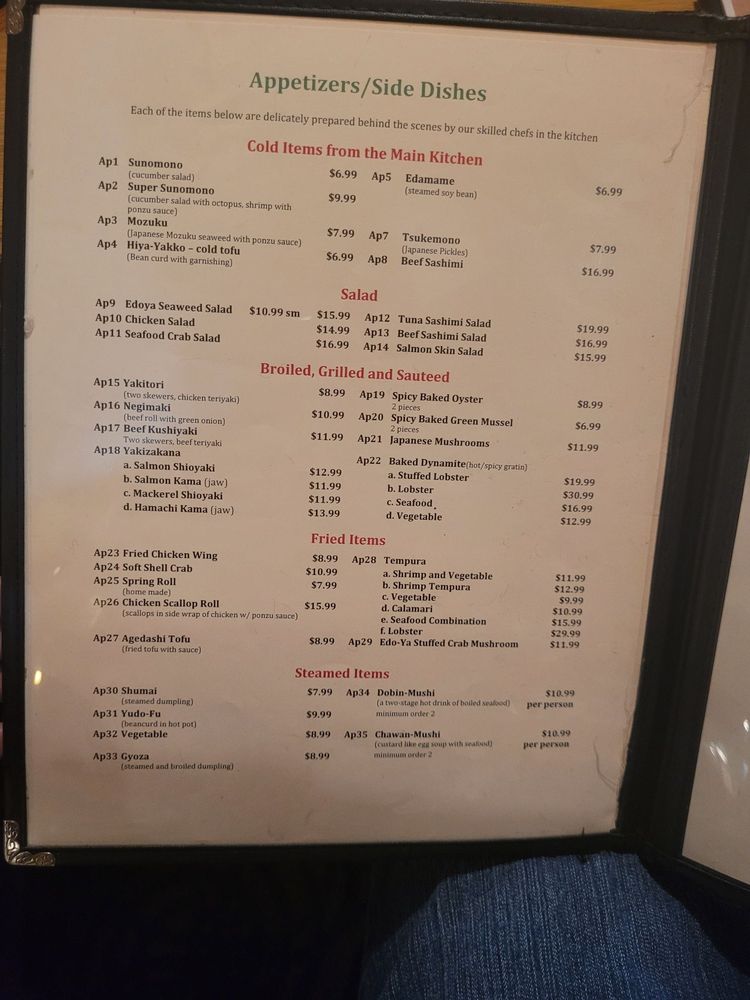 Appetizers/Side Dishes
Each of the items below are delicately prepared behind the scenes by our skilled chefs in the kitchen
Cold Items from the Main Kitchen
Ap1 Sunomono $6.99
(cucumber salad)
Ap2 Super Sunomono $9.99
(cucumber salad with octopus, shrimp with
ponzu sauce)
Ap3 Mozuku $7.99
(Japanese Mozuku seaweed with ponzu sauce)
Ap4 Hiya-Yakko – cold tofu $6.99
(Bean curd with garnishing)
Ap5 Edamame $6.99
(steamed soy bean)
Ap7 Tsukemono $7.99
(Japanese Pickles)
Ap8 Beef Sashimi $16.99
Salad
Ap9 Edoya Seaweed Salad $10.99 sm $15.99
Ap10 Chicken Salad $14.99
Ap11 Seafood Crab Salad $16.99
Ap12 Tuna Sashimi Salad $19.99
Ap13 Beef Sashimi Salad $16.99
Ap14 Salmon Skin Salad $15.99
Broiled, Grilled and Sauteed
Ap15 Yakitori $8.99
(two skewers, chicken teriyaki)
Ap16 Negimaki $10.99
(beef roll with green onion)
Ap17 Beef Kushiyaki $11.99
Two skewers, beef teriyaki
Ap18 Yakizakana
a. Salmon Shioyaki $12.99
b. Salmon Kama (jaw) $11.99
c. Mackerel Shioyaki $11.99
d. Hamachi Kama (jaw) $13.99
Ap19 Spicy Baked Oyster $8.99
2 pieces
Ap20 Spicy Baked Green Mussel $6.99
2 pieces
Ap21 Japanese Mushrooms $11.99
Ap22 Baked Dynamite(hot/spicy gratin)
a. Stuffed Lobster $19.99
b. Lobster $30.99
c. Seafood $16.99
d. Vegetable $12.99
Fried Items
Ap23 Fried Chicken Wing $8.99
Ap24 Soft Shell Crab $10.99
Ap25 Spring Roll $7.99
(home made)
Ap26 Chicken Scallop Roll $15.99
(scallops in side wrap of chicken w/ ponzu sauce)
Ap27 Agedashi Tofu $8.99
(fried tofu with sauce)
Ap28 Tempura
a. Shrimp and Vegetable $11.99
b. Shrimp Tempura $12.99
c. Vegetable $9.99
d. Calamari $10.99
e. Seafood Combination $15.99
f. Lobster $29.99
Ap29 Edo-Ya Stuffed Crab Mushroom $11.99
Steamed Items
Ap30 Shumai $7.99
(steamed dumpling)
Ap31 Yudo-Fu $9.99
(beancurd in hot pot)
Ap32 Vegetable $8.99
Ap33 Gyoza $8.99
(steamed and broiled dumpling)
Ap34 Dobin-Mushi $10.99
(a two-stage hot drink of boiled seafood) per person
minimum order 2
Ap35 Chawan-Mushi $10.99
(custard like egg soup with seafood) per person
minimum order 2